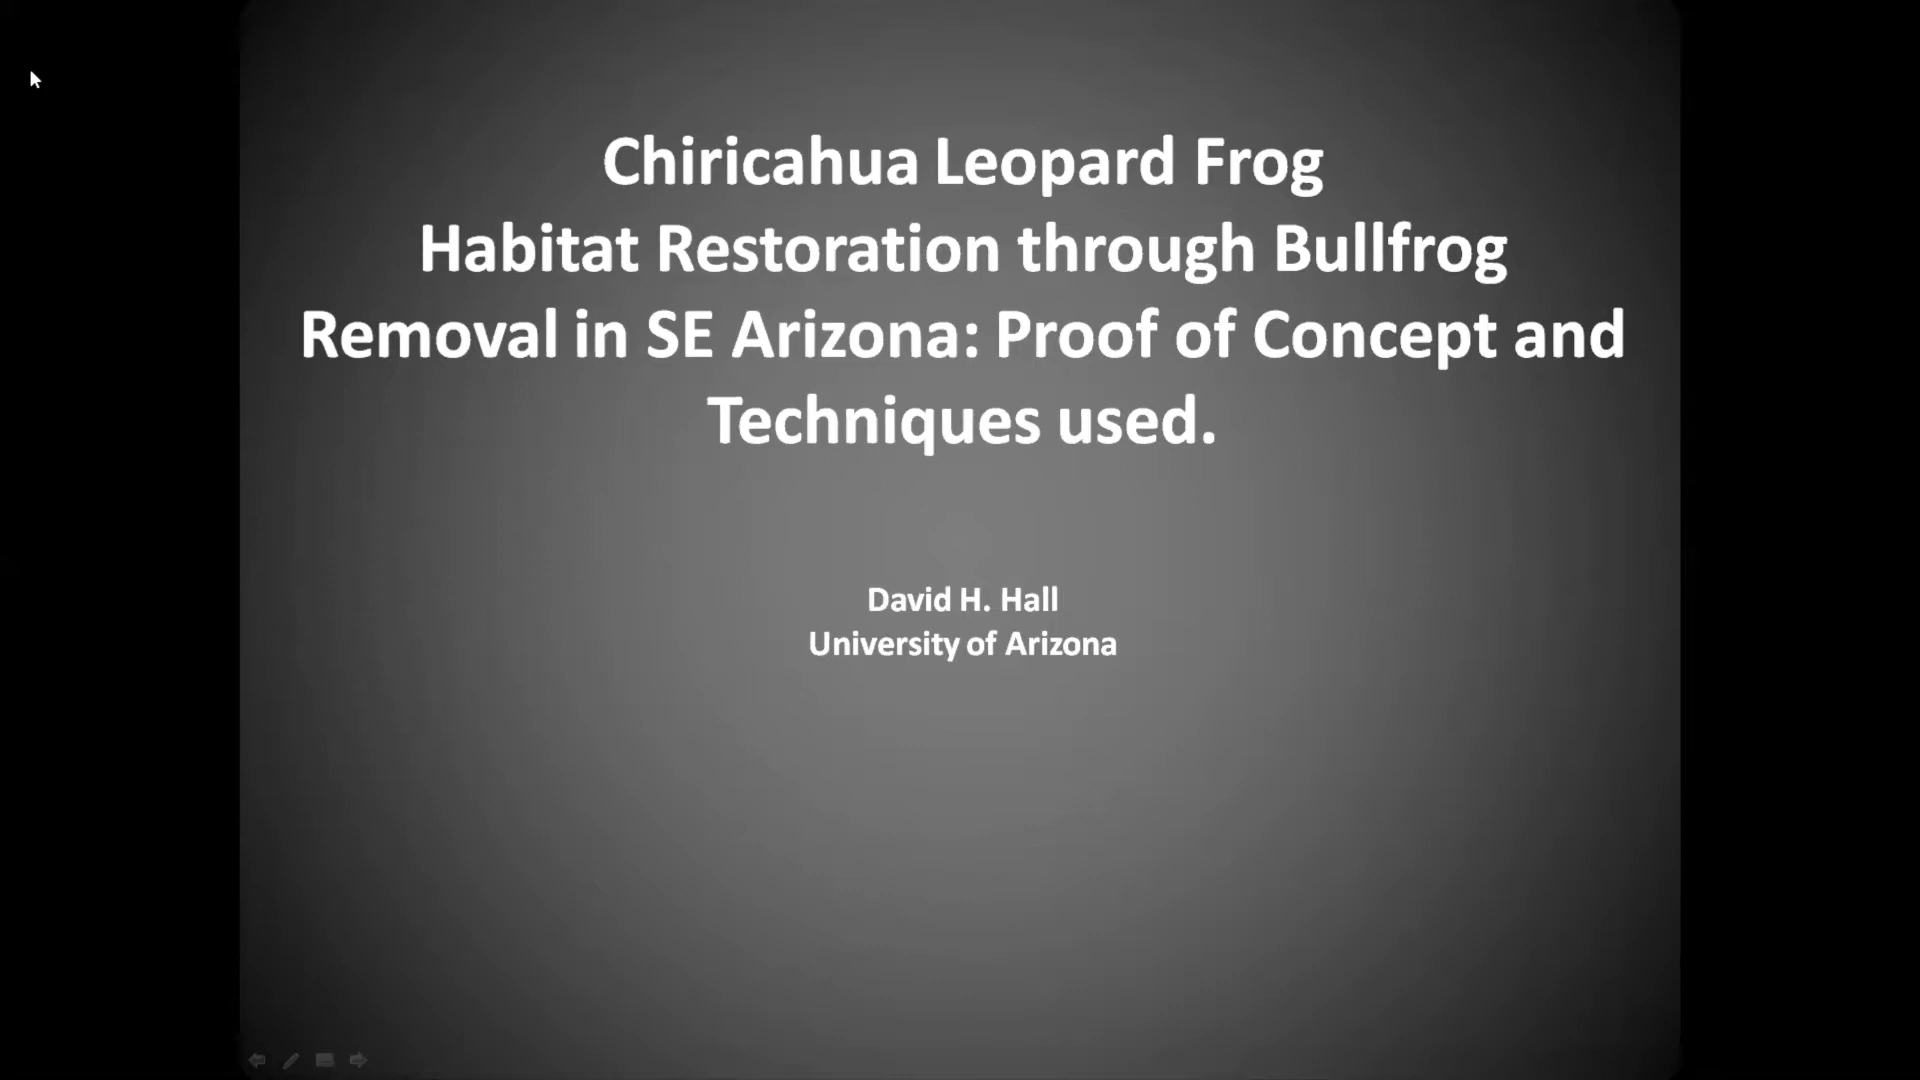 Chiricahua Leopard Frog
Habitat Restoration through Bullfrog
Removal in SE Arizona: Proof of Concept and
Techniques used.
David H. Hall
University of Arizona